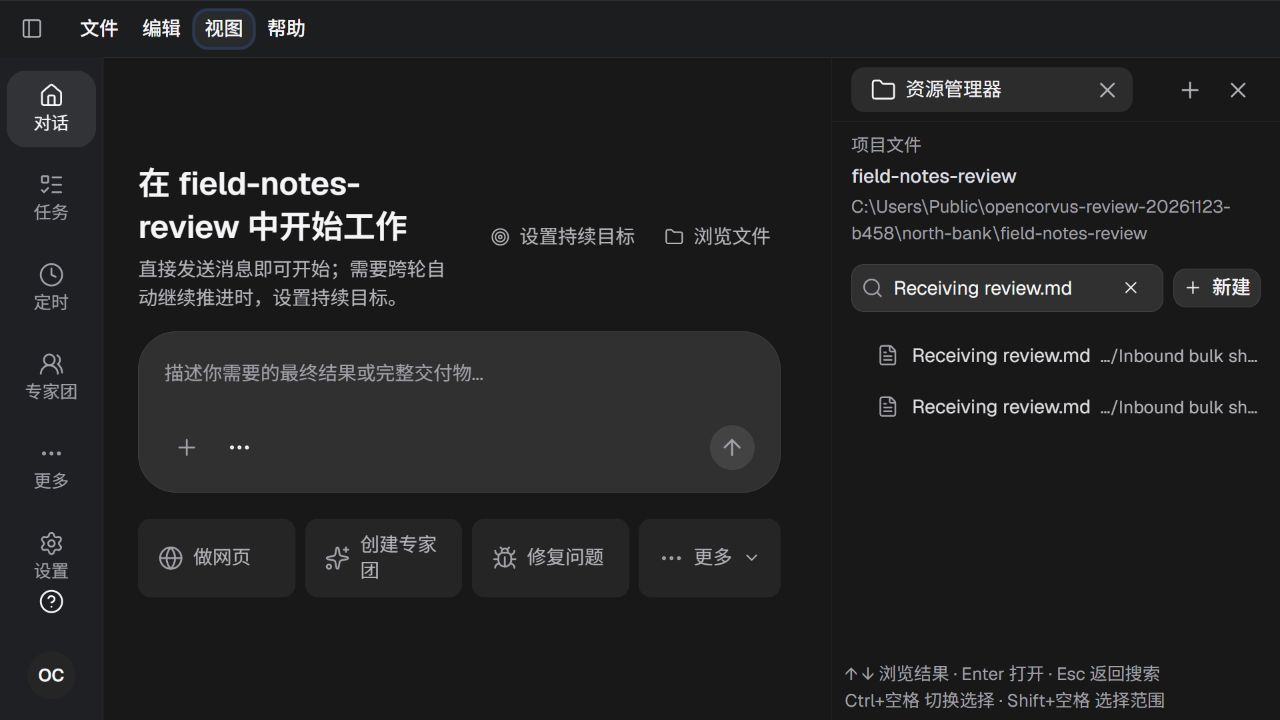 文件 编辑 视图 帮助
对话
任务
定时
专家团
更多
设置
OC
在 field-notes-
review 中开始工作
直接发送消息即可开始；需要跨轮自
动继续推进时，设置持续目标。
设置持续目标 浏览文件
描述你需要的最终结果或完整交付物...
做网页
创建专家
团
修复问题
更多
资源管理器
项目文件
field-notes-review
C:\Users\Public\opencorvus-review-20261123-
b458\north-bank\field-notes-review
Receiving review.md
新建
Receiving review.md .../Inbound bulk sh...
Receiving review.md .../Inbound bulk sh...
↑↓ 浏览结果 · Enter 打开 · Esc 返回搜索
Ctrl+空格 切换选择 · Shift+空格 选择范围